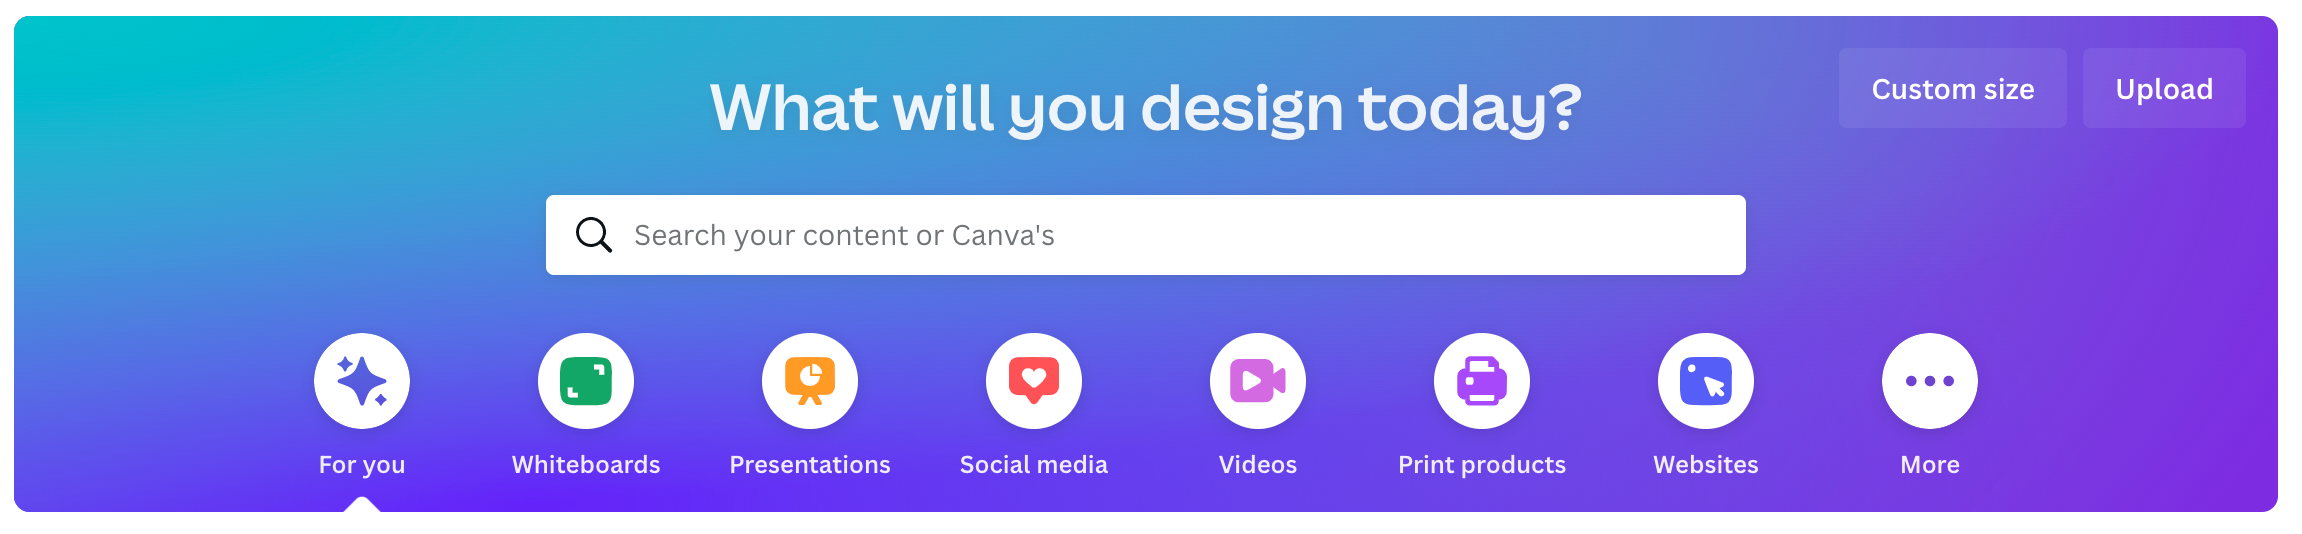 What will you design today?
Custom size
Upload
Search your content or Canva's
For you
Whiteboards
Presentations
Social media
Videos
Print products
Websites
More